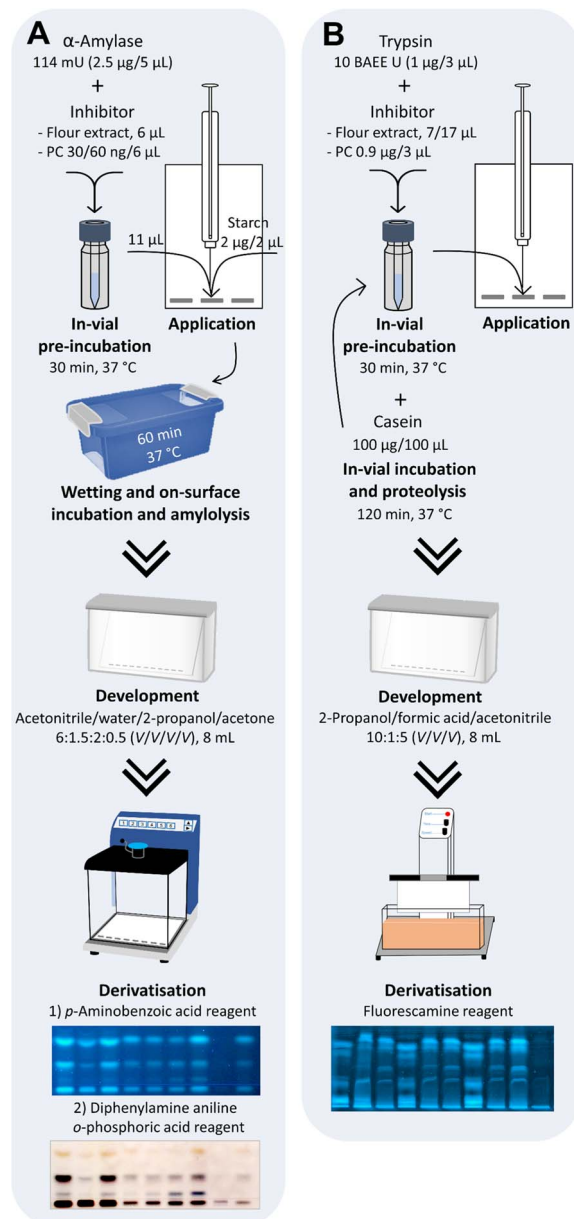 A
α-Amylase
114 mU (2.5 µg/5 µL)
+
Inhibitor
- Flour extract, 6 µL
- PC 30/60 ng/6 µL
11 µL
Starch
2 µg/2 µL
In-vial
pre-incubation
30 min, 37 °C
Application
60 min
37 °C
Wetting and on-surface
incubation and amylolysis
Development
Acetonitrile/water/2-propanol/acetone
6:1.5:2:0.5 (V/V/V/V), 8 mL
1 2 3 4 5 6
Derivatisation
1) p-Aminobenzoic acid reagent
2) Diphenylamine aniline
o-phosphoric acid reagent
B
Trypsin
10 BAEE U (1 µg/3 µL)
+
Inhibitor
- Flour extract, 7/17 µL
- PC 0.9 µg/3 µL
In-vial
pre-incubation
30 min, 37 °C
Application
+
Casein
100 µg/100 µL
In-vial incubation
and proteolysis
120 min, 37 °C
Development
2-Propanol/formic acid/acetonitrile
10:1:5 (V/V/V), 8 mL
Derivatisation
Fluorescamine reagent